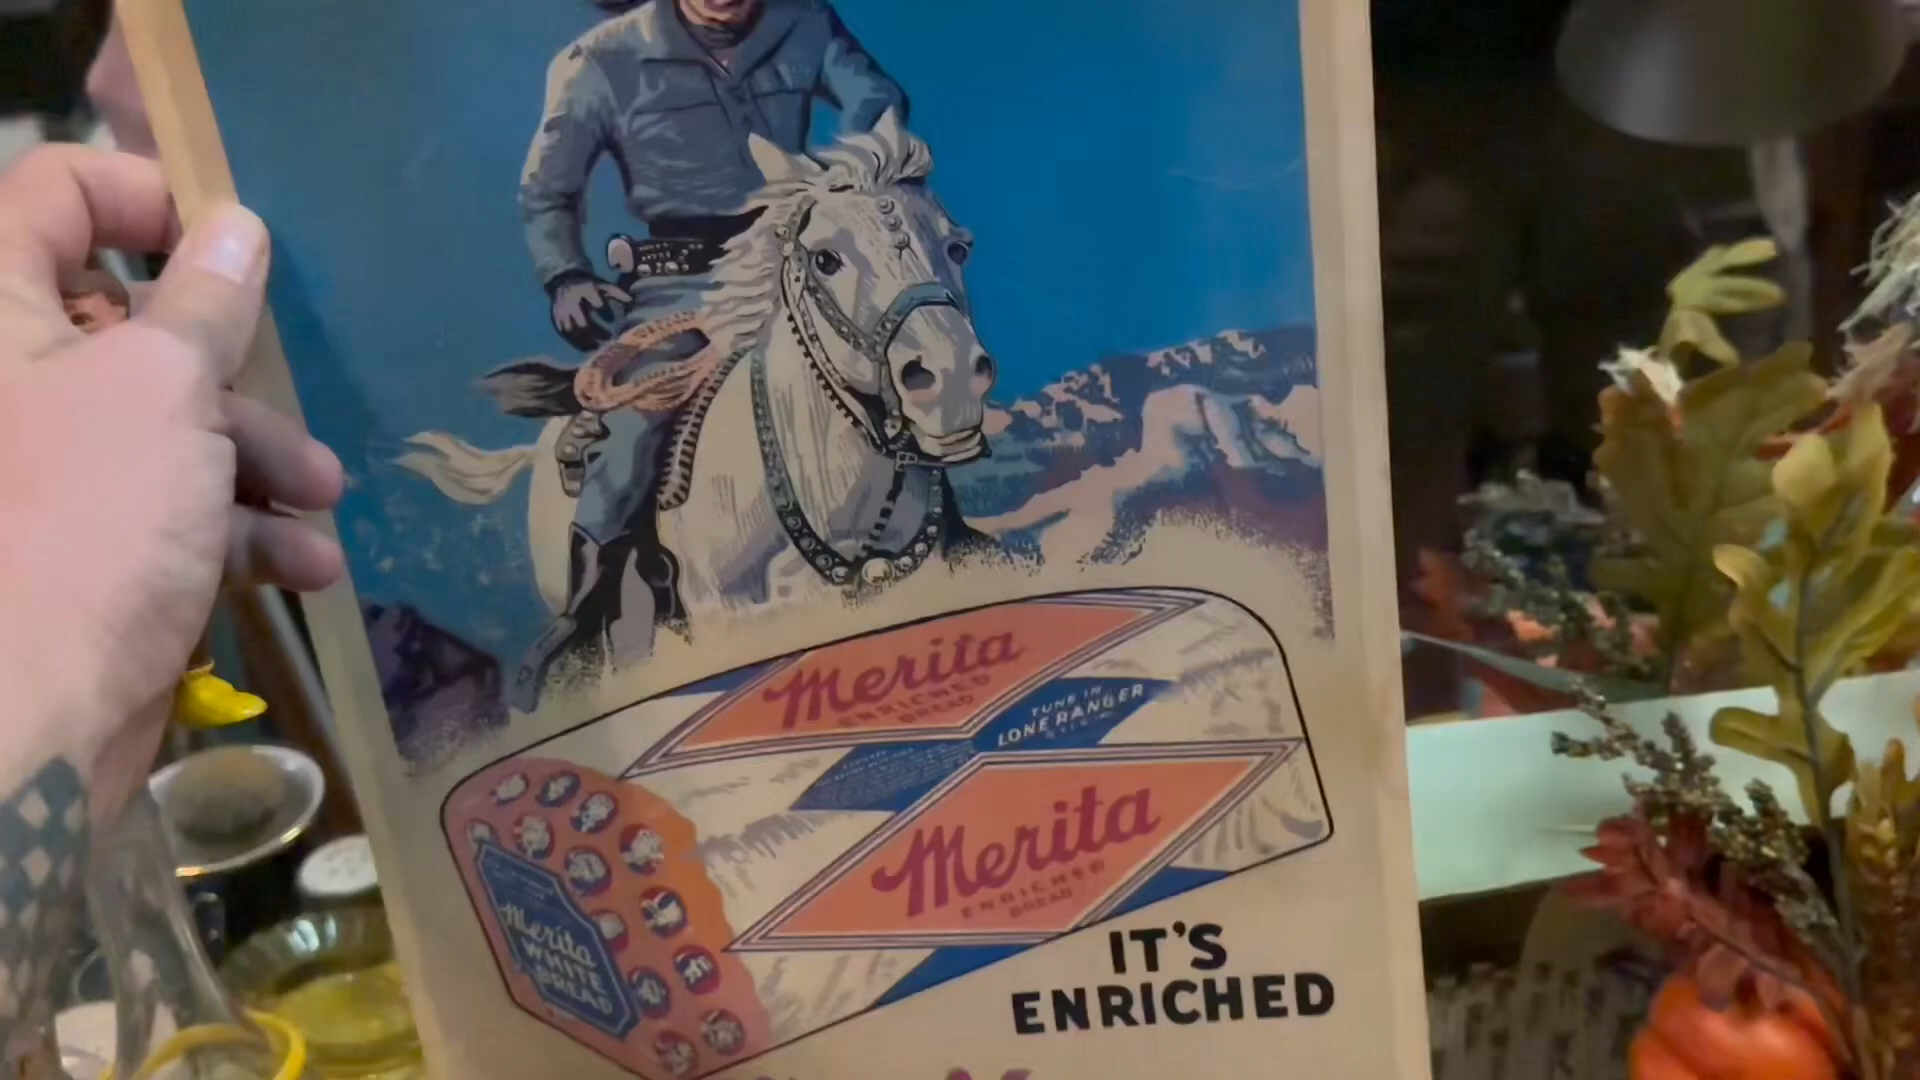 Merita
ENRICHED
BREAD
TUNE IN
LONE RANGER
Merita
ENRICHED
BREAD
Merita
WHITE
BREAD
IT'S
ENRICHED